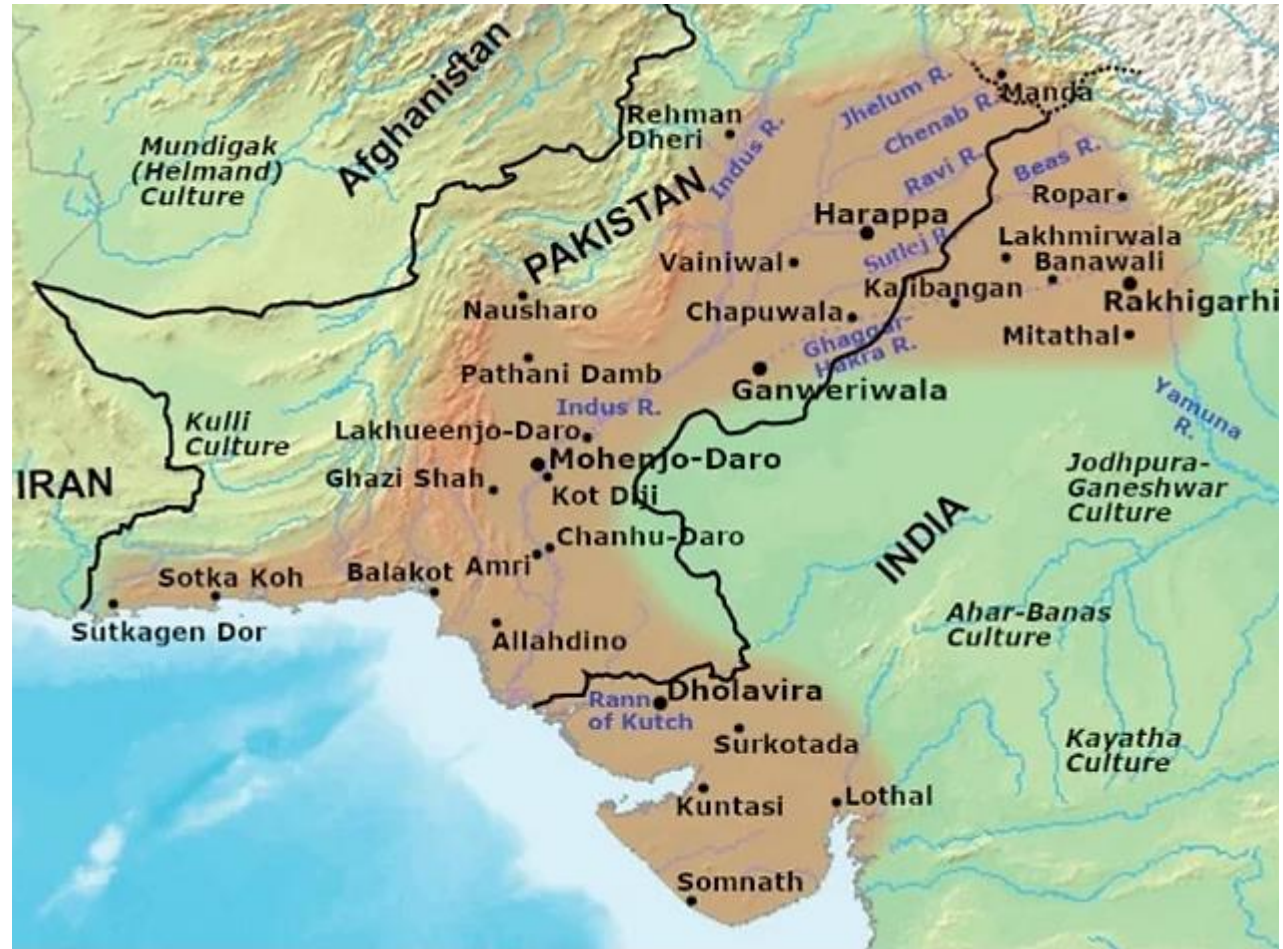 Afghanistan
Mundigak
(Helmand)
Culture
Rehman
Dheri
Indus R.
Jhelum R.
Manda
Chenab R.
Ravi R.
Beas R.
PAKISTAN
Harappa
Ropar
Sutlej R.
Lakhmirwala
Vainiwal
Banawali
Kalibangan
Rakhigarhi
Nausharo
Chapuwala
Ghaggar-
Hakra R.
Mitathal
Pathani Damb
Ganweriwala
Indus R.
Yamuna
R.
Kulli
Culture
Lakhueenjo-Daro
Mohenjo-Daro
IRAN
Ghazi Shah
Kot Diji
Jodhpura-
Ganeshwar
Culture
INDIA
Chanhu-Daro
Amri
Sotka Koh
Balakot
Sutkagen Dor
Allahdino
Ahar-Banas
Culture
Rann
of Kutch
Dholavira
Surkotada
Kayatha
Culture
Kuntasi
Lothal
Somnath